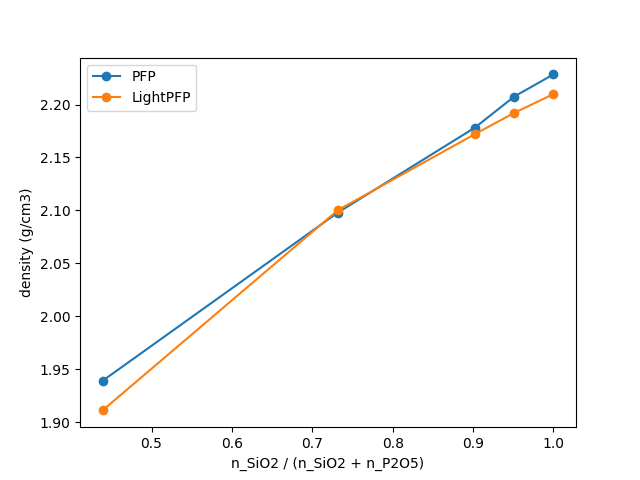 PFP
LightPFP
2.20
2.15
2.10
2.05
2.00
1.95
1.90
density (g/cm3)
0.5 0.6 0.7 0.8 0.9 1.0
n_SiO2 / (n_SiO2 + n_P2O5)